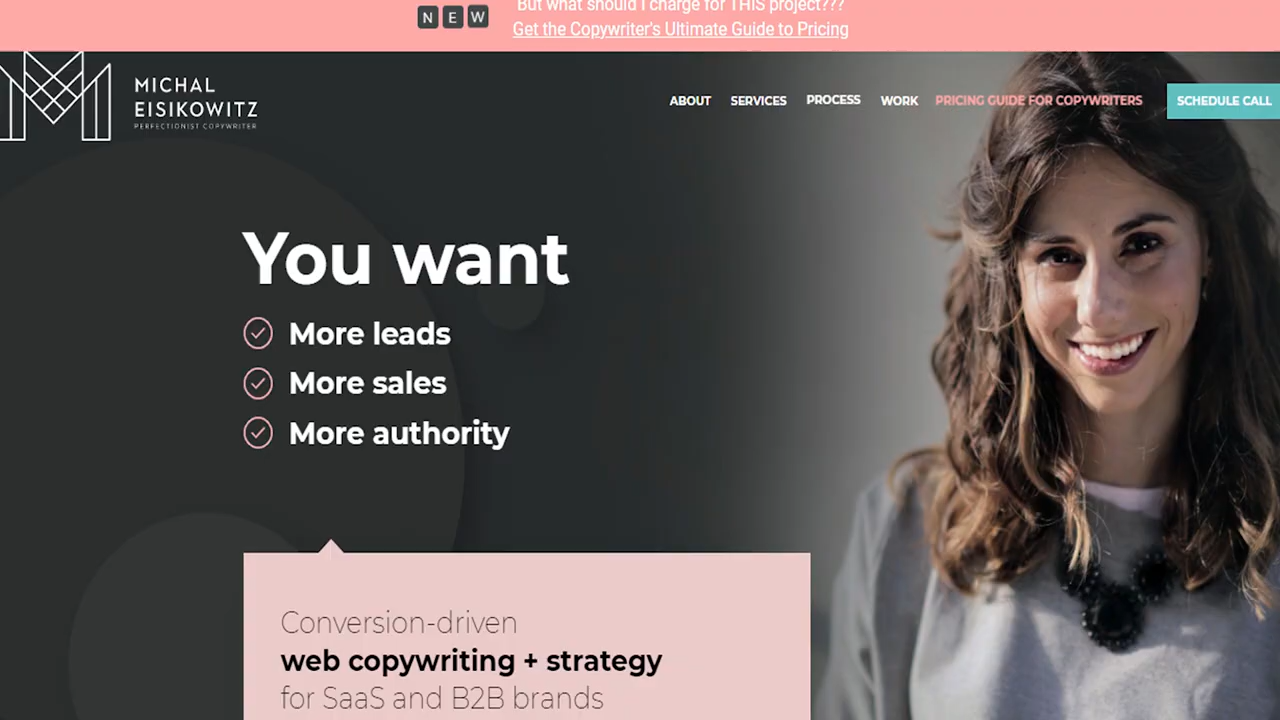 But what should I charge for THIS project???
NEW
Get the Copywriter's Ultimate Guide to Pricing
MICHAL
EISIKOWITZ
PERFECTIONIST COPYWRITER
ABOUT SERVICES PROCESS WORK PRICING GUIDE FOR COPYWRITERS SCHEDULE CALL
You want
More leads
More sales
More authority
Conversion-driven
web copywriting + strategy
for SaaS and B2B brands